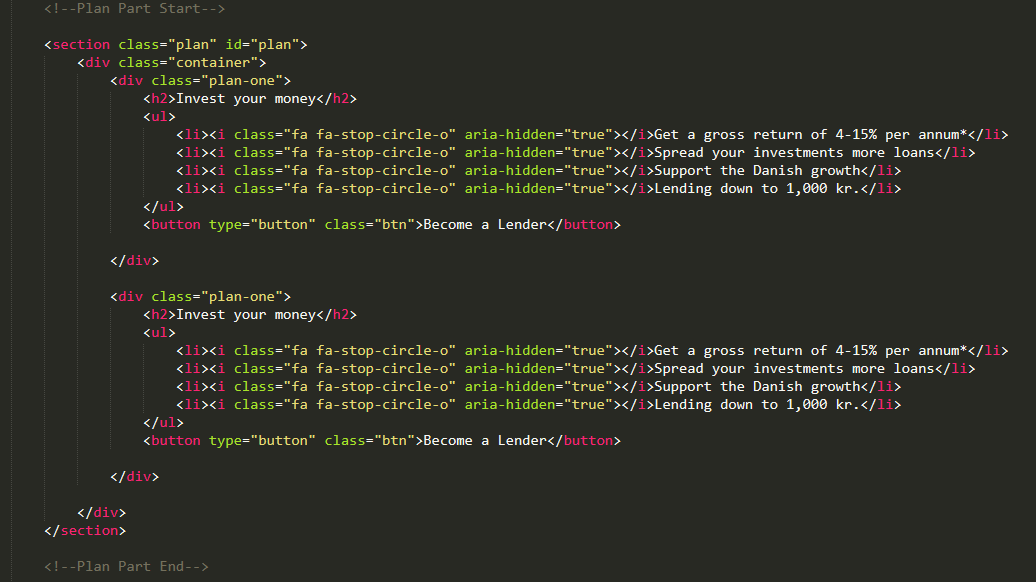 <!--Plan Part Start-->
<section class="plan" id="plan">
<div class="container">
<div class="plan-one">
<h2>Invest your money</h2>
<ul>
<li><i class="fa fa-stop-circle-o" aria-hidden="true"></i>Get a gross return of 4-15% per annum*</li>
<li><i class="fa fa-stop-circle-o" aria-hidden="true"></i>Spread your investments more loans</li>
<li><i class="fa fa-stop-circle-o" aria-hidden="true"></i>Support the Danish growth</li>
<li><i class="fa fa-stop-circle-o" aria-hidden="true"></i>Lending down to 1,000 kr.</li>
</ul>
<button type="button" class="btn">Become a Lender</button>
</div>
<div class="plan-one">
<h2>Invest your money</h2>
<ul>
<li><i class="fa fa-stop-circle-o" aria-hidden="true"></i>Get a gross return of 4-15% per annum*</li>
<li><i class="fa fa-stop-circle-o" aria-hidden="true"></i>Spread your investments more loans</li>
<li><i class="fa fa-stop-circle-o" aria-hidden="true"></i>Support the Danish growth</li>
<li><i class="fa fa-stop-circle-o" aria-hidden="true"></i>Lending down to 1,000 kr.</li>
</ul>
<button type="button" class="btn">Become a Lender</button>
</div>
</div>
</section>
<!--Plan Part End-->